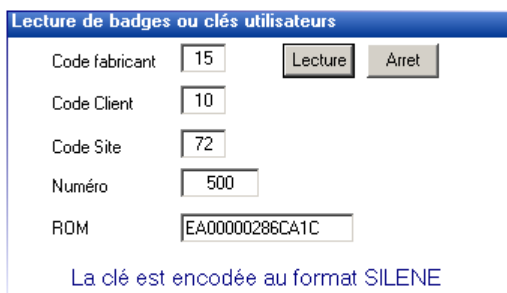 Lecture de badges ou clés utilisateurs
Code fabricant 15 Lecture Arret
Code Client 10
Code Site 72
Numéro 500
ROM EA00000286CA1C
La clé est encodée au format SILENE